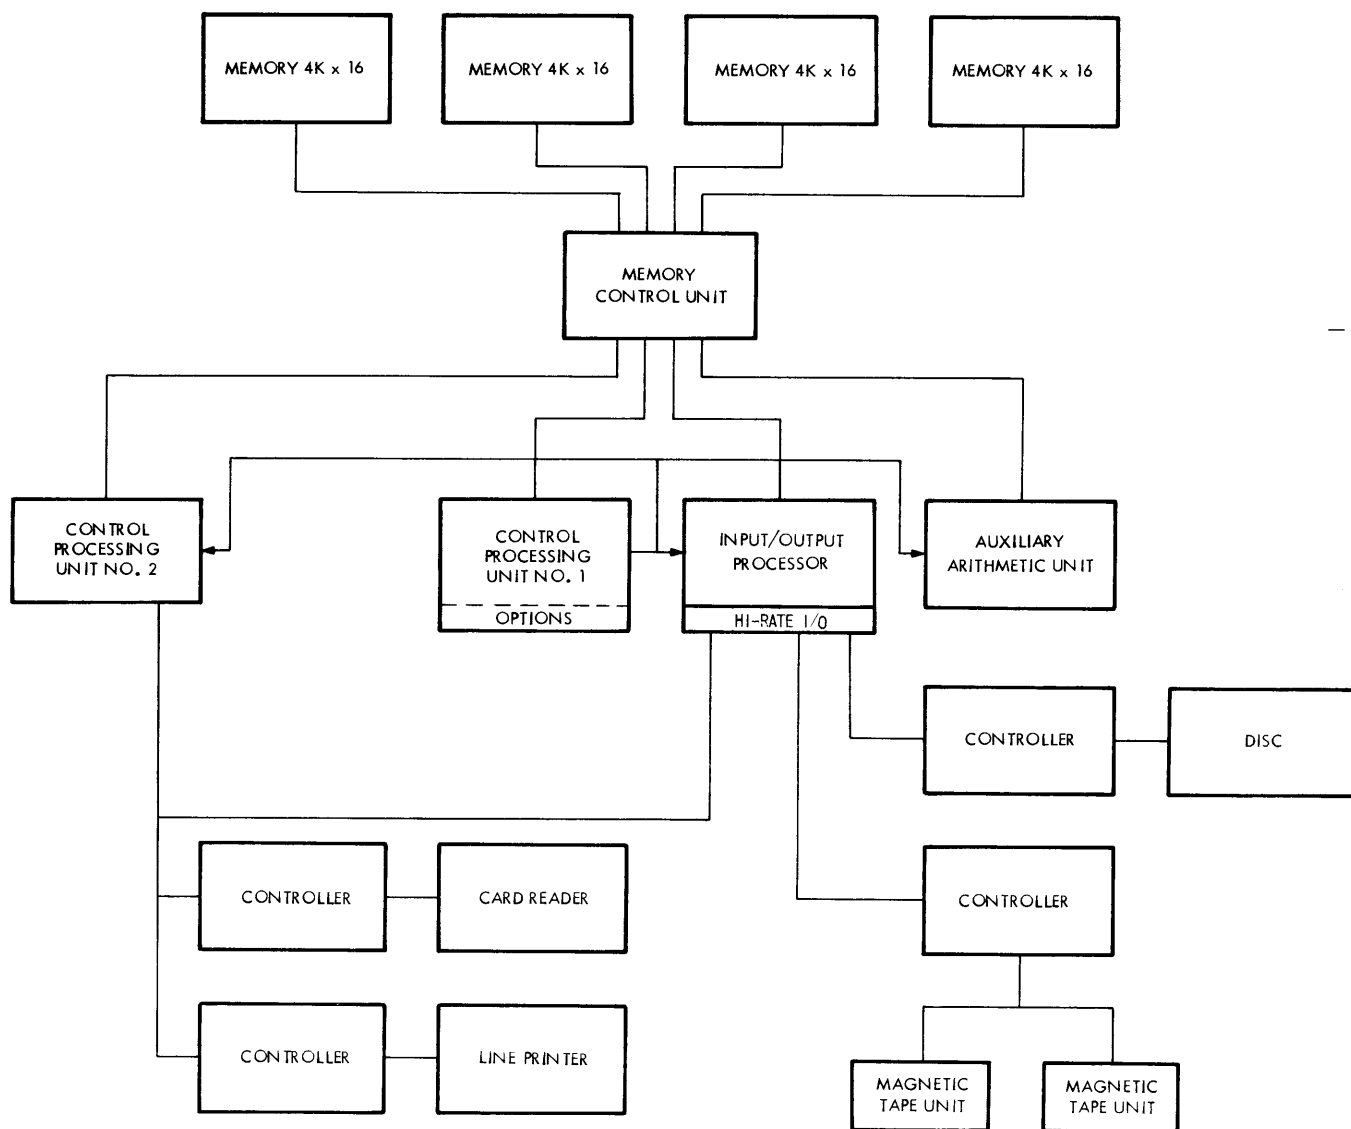 MEMORY 4K x 16
MEMORY 4K x 16
MEMORY 4K x 16
MEMORY 4K x 16
MEMORY
CONTROL UNIT
CONTROL
PROCESSING
UNIT NO. 2
CONTROL
PROCESSING
UNIT NO. 1
OPTIONS
INPUT/OUTPUT
PROCESSOR
HI-RATE I/O
AUXILIARY
ARITHMETIC UNIT
CONTROLLER
DISC
CONTROLLER
CARD READER
CONTROLLER
CONTROLLER
LINE PRINTER
MAGNETIC
TAPE UNIT
MAGNETIC
TAPE UNIT